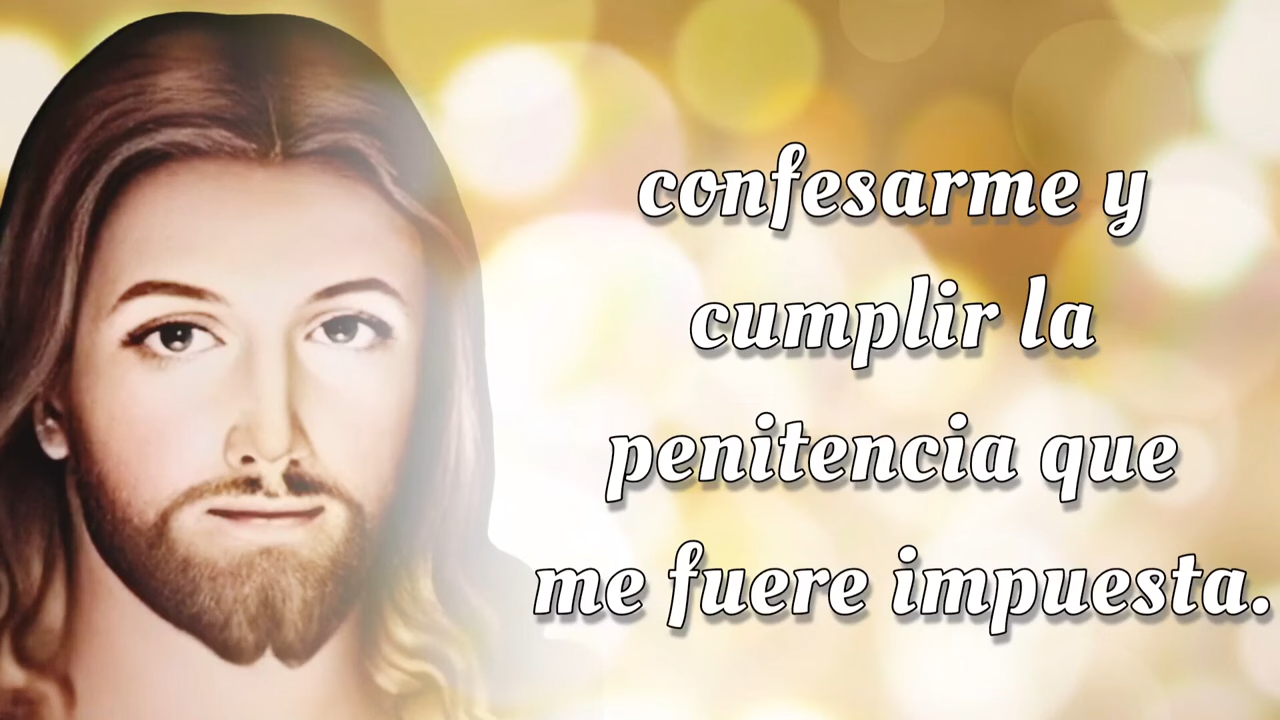 confesarme y
cumplir la
penitencia que
me fuere impuesta.